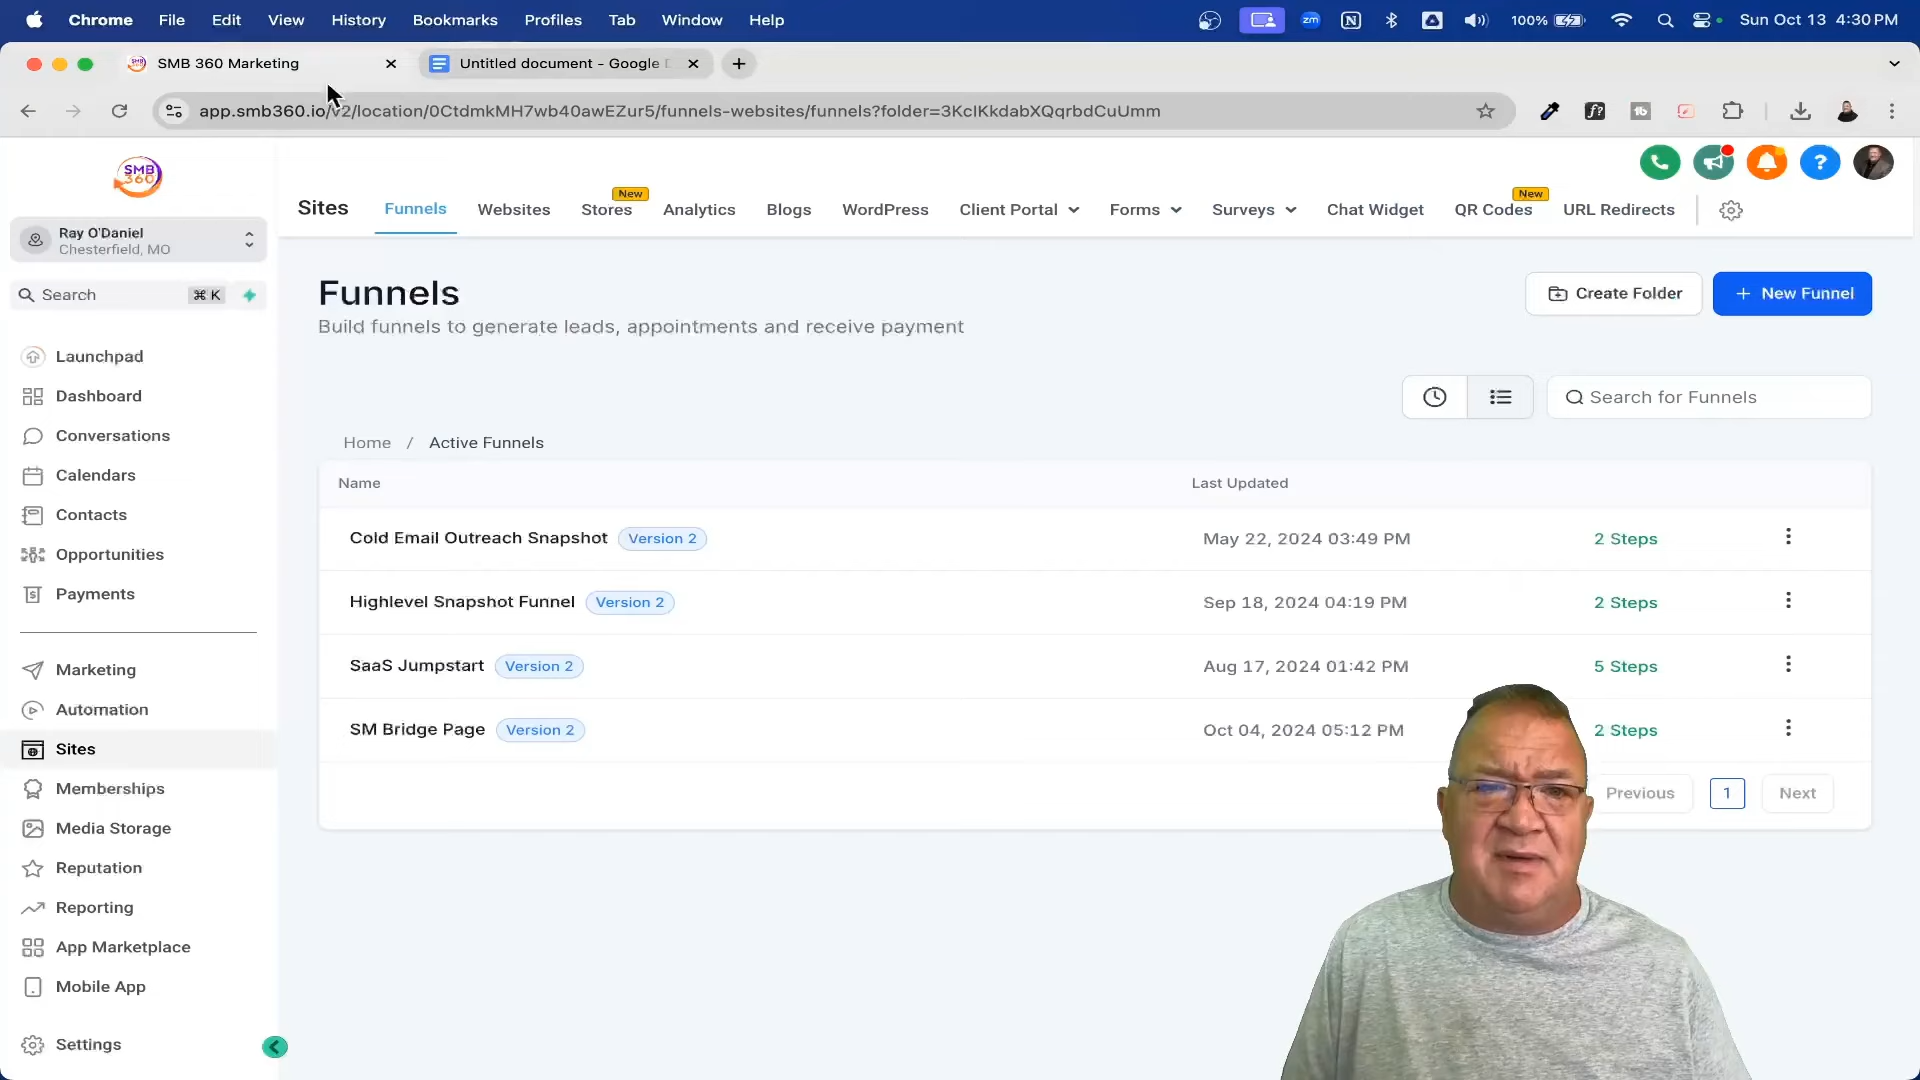 Chrome File Edit View History Bookmarks Profiles Tab Window Help
zm 100% Sun Oct 13 4:30 PM
SMB 360 Marketing
Untitled document - Google D
app.smb360.io/v2/location/0CtdmkMH7wb40awEZur5/funnels-websites/funnels?folder=3KclKkdabXQqrbdCuUmm
f?
SMB
360
Ray O'Daniel
Chesterfield, MO
Search ⌘ K
Launchpad
Dashboard
Conversations
Calendars
Contacts
Opportunities
Payments
Marketing
Automation
Sites
Memberships
Media Storage
Reputation
Reporting
App Marketplace
Mobile App
Settings
New New
Sites Funnels Websites Stores Analytics Blogs WordPress Client Portal Forms Surveys Chat Widget QR Codes URL Redirects
Funnels
Build funnels to generate leads, appointments and receive payment
Create Folder
+ New Funnel
Search for Funnels
Home / Active Funnels
Name Last Updated
Cold Email Outreach Snapshot Version 2 May 22, 2024 03:49 PM 2 Steps
Highlevel Snapshot Funnel Version 2 Sep 18, 2024 04:19 PM 2 Steps
SaaS Jumpstart Version 2 Aug 17, 2024 01:42 PM 5 Steps
SM Bridge Page Version 2 Oct 04, 2024 05:12 PM 2 Steps
Previous 1 Next